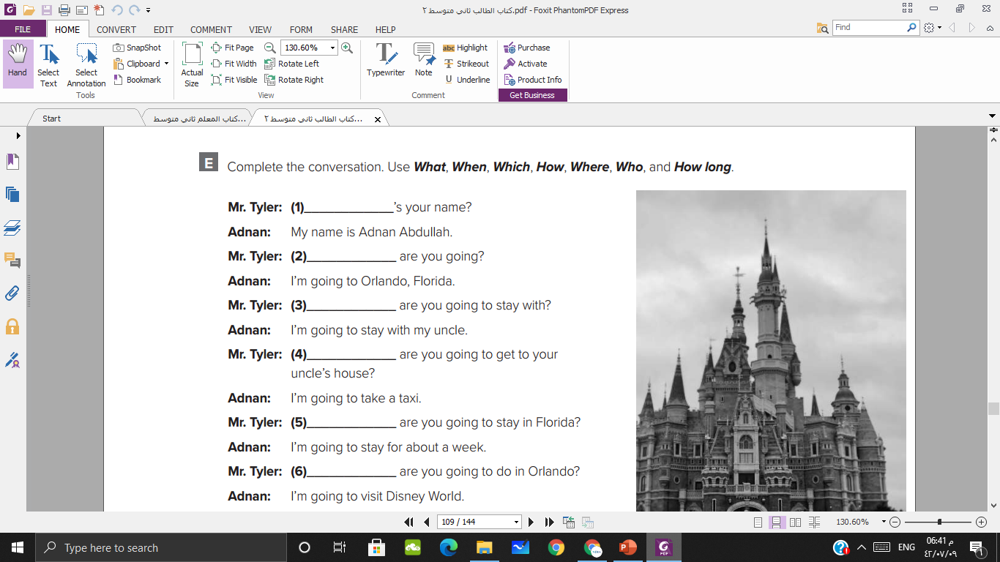 كتاب الطالب ثاني متوسط ٢.pdf - Foxit PhantomPDF Express
FILE HOME CONVERT EDIT COMMENT VIEW FORM SHARE HELP Find
Hand
Select Text
Select Annotation
SnapShot
Clipboard
Bookmark
Tools
Actual Size
Fit Page
Fit Width
Fit Visible
130.60%
Rotate Left
Rotate Right
View
Typewriter
Note
Highlight
Strikeout
Underline
Comment
Purchase
Activate
Product Info
Get Business
Start
كتاب المعلم ثاني متوسط...
كتاب الطالب ثاني متوسط ٢...
E Complete the conversation. Use What, When, Which, How, Where, Who, and How long.
Mr. Tyler: (1)____________'s your name?
Adnan: My name is Adnan Abdullah.
Mr. Tyler: (2)____________ are you going?
Adnan: I'm going to Orlando, Florida.
Mr. Tyler: (3)____________ are you going to stay with?
Adnan: I'm going to stay with my uncle.
Mr. Tyler: (4)____________ are you going to get to your
uncle's house?
Adnan: I'm going to take a taxi.
Mr. Tyler: (5)____________ are you going to stay in Florida?
Adnan: I'm going to stay for about a week.
Mr. Tyler: (6)____________ are you going to do in Orlando?
Adnan: I'm going to visit Disney World.
109 / 144
130.60%
Type here to search
ENG
06:41 م
٤٢/٠٧/٠٩